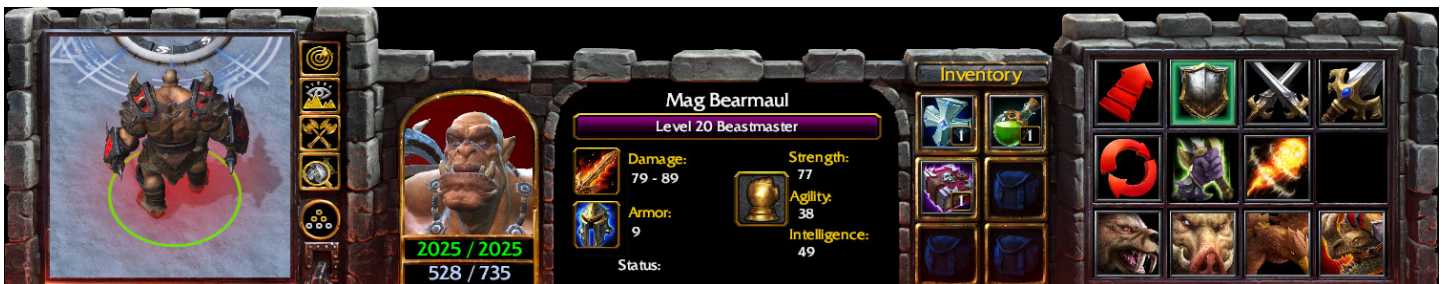 Mag Bearmaul
Level 20 Beastmaster
Damage:
79 - 89
Armor:
9
Strength:
77
Agility:
38
Intelligence:
49
Status:
2025 / 2025
528 / 735
Inventory
1
1
1